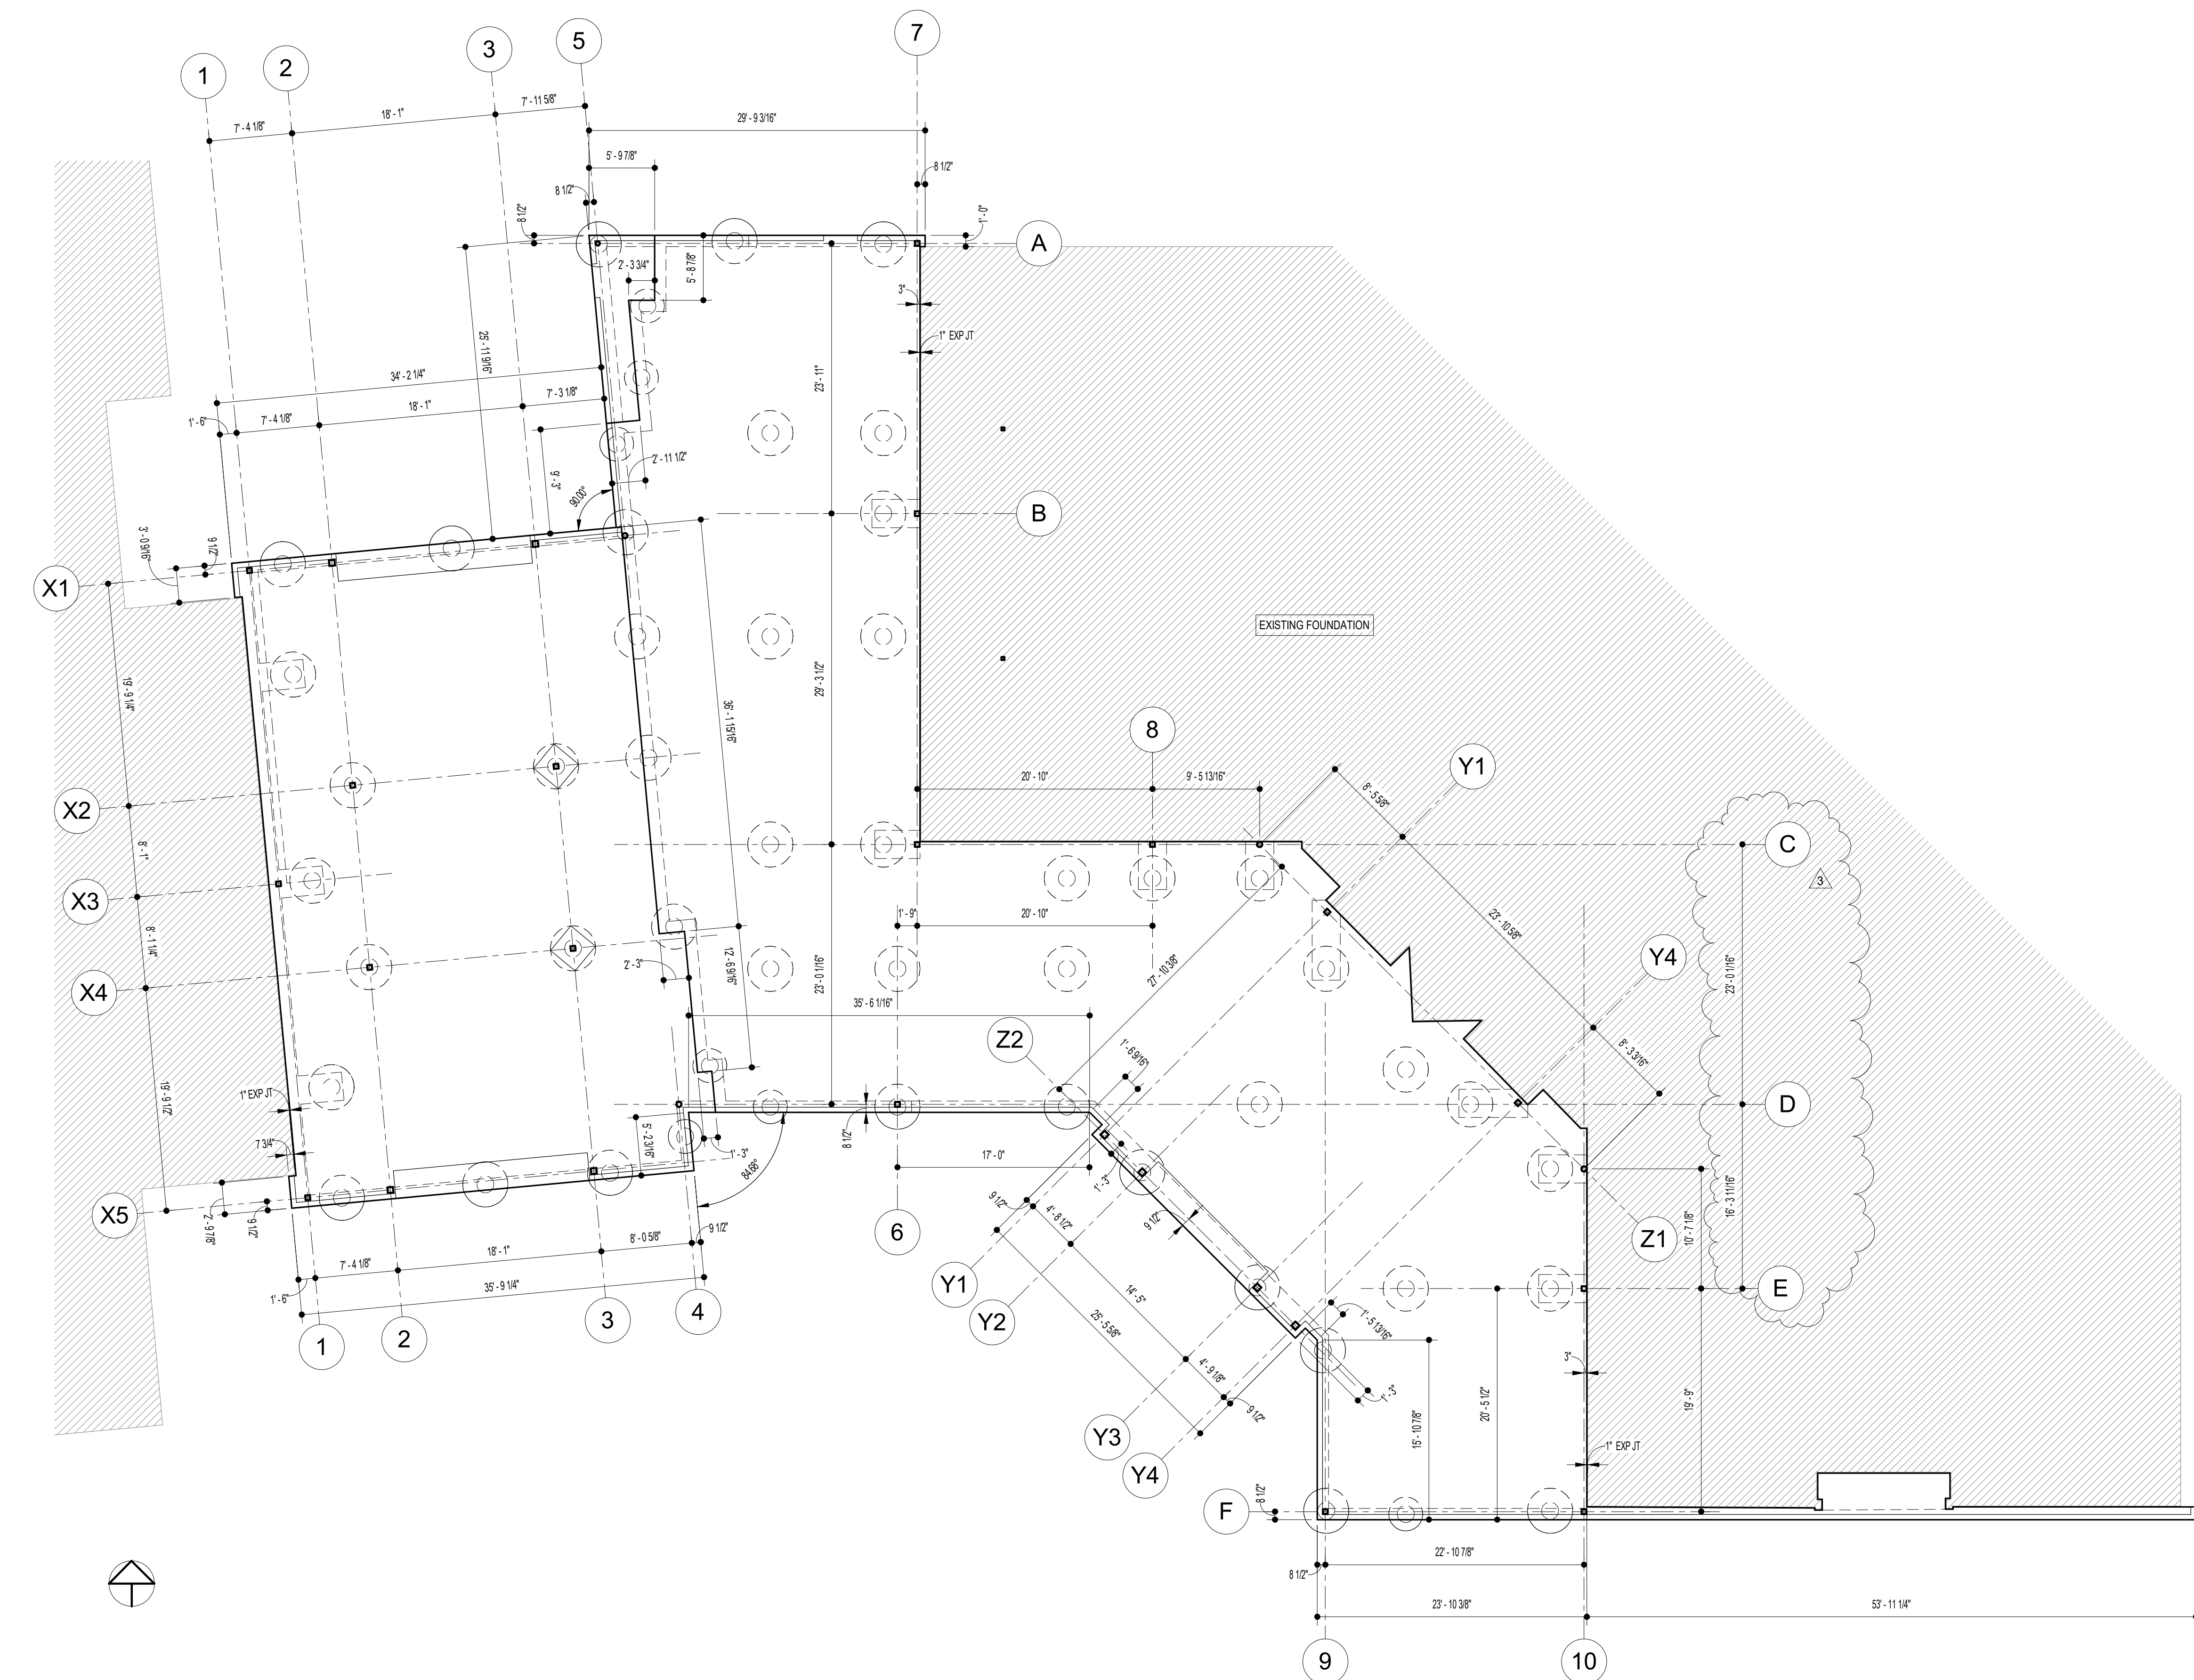 7
5
3
2
1
7' - 11 5/8"
18' - 1"
7' - 4 1/8"
29' - 9 3/16"
5' - 9 7/8"
8 1/2"
8 1/2"
8 1/2"
1' - 0"
A
2' - 3 3/4"
5' - 8 7/8"
3"
1" EXP JT
25' - 11 9/16"
23' - 11"
34' - 2 1/4"
7' - 3 1/8"
18' - 1"
7' - 4 1/8"
1' - 6"
2' - 11 1/2"
9' - 3"
90.00°
B
3' - 0 9/16"
9 1/2"
X1
EXISTING FOUNDATION
19' - 9 1/4"
29' - 3 1/2"
36' - 1 15/16"
8
Y1
20' - 10"
9' - 5 13/16"
8' - 5 5/8"
X2
C
3
8' - 1"
X3
1' - 9"
20' - 10"
23' - 10 5/8"
8' - 1 1/4"
Y4
2' - 3"
12' - 6 9/16"
23' - 0 1/16"
27' - 10 3/8"
23' - 0 1/16"
X4
35' - 6 1/16"
Z2
1' - 6 9/16"
8' - 3 3/16"
19' - 9 1/2"
1" EXP JT
D
7 3/4"
5' - 2 3/16"
1' - 3"
84.68°
8 1/2"
17' - 0"
1' - 3"
X5
2' - 9 7/8"
9 1/2"
9 1/2"
4' - 8 1/2"
9 1/2"
10' - 7 1/8"
16' - 3 11/16"
Z1
6
9 1/2"
8' - 0 5/8"
18' - 1"
7' - 4 1/8"
1' - 6"
35' - 9 1/4"
Y1
E
14' - 5"
25' - 5 5/8"
1
2
3
4
Y2
1' - 5 13/16"
4' - 9 1/8"
9 1/2"
1' - 3"
3"
19' - 9"
20' - 5 1/2"
15' - 10 7/8"
Y3
Y4
1" EXP JT
F
8 1/2"
22' - 10 7/8"
8 1/2"
23' - 10 3/8"
53' - 11 1/4"
9
10